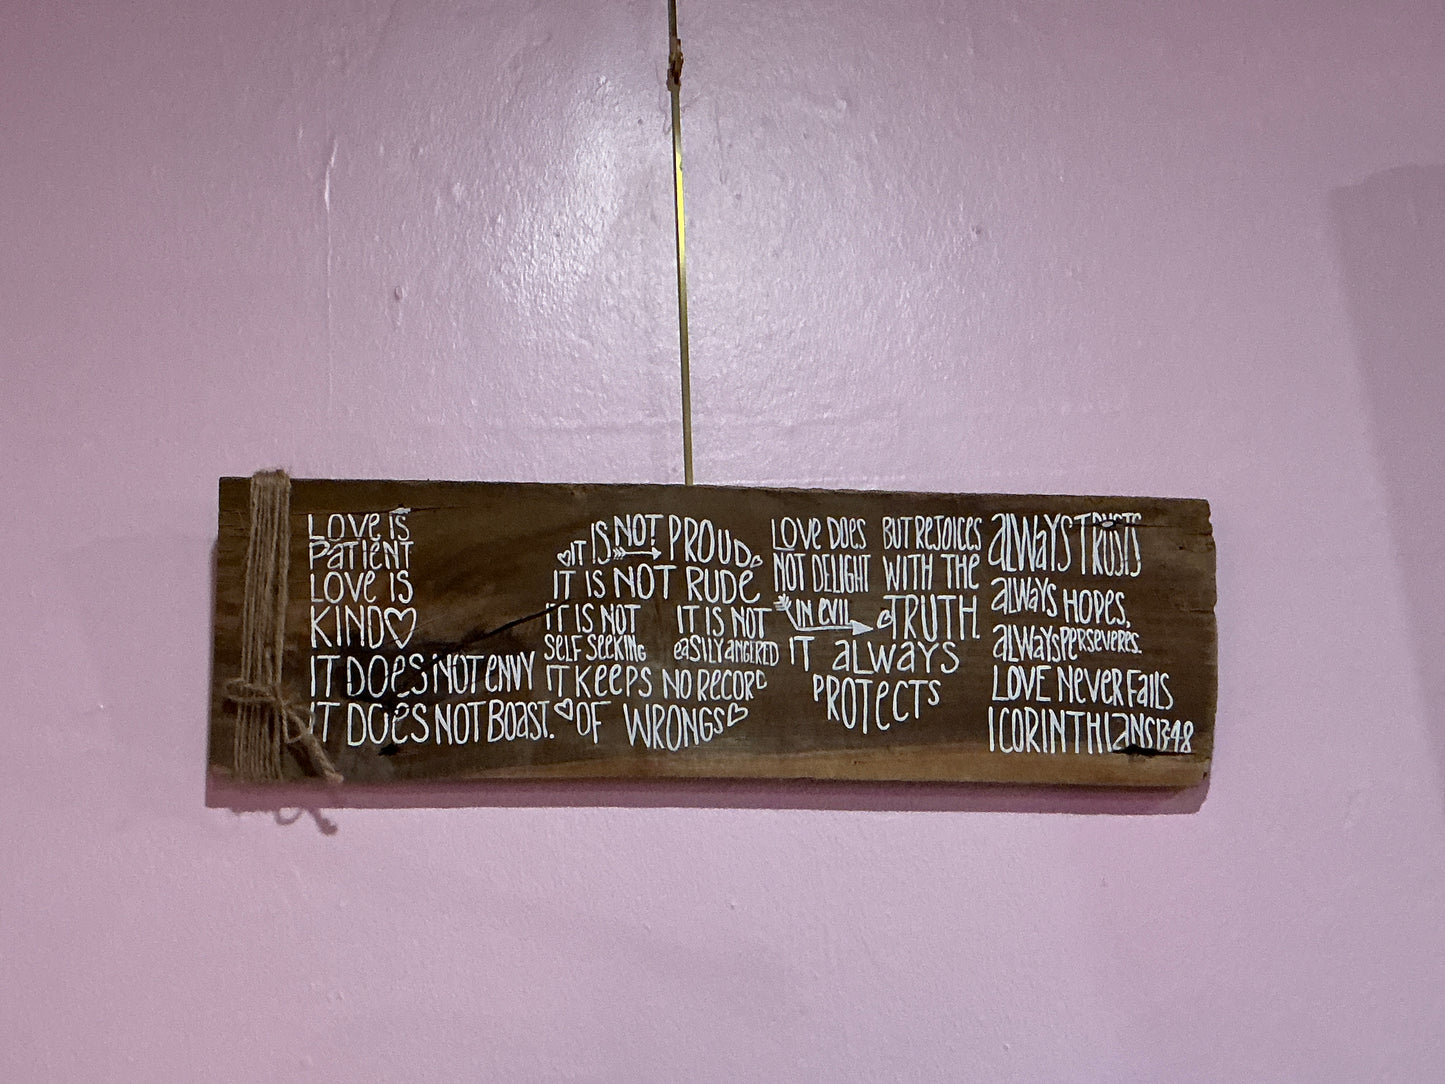 LOVE IS
PATIENT
LOVE IS
KIND
IT DOES NOT ENVY
IT DOES NOT BOAST.
IT IS NOT PROUD
IT IS NOT RUDE
IT IS NOT
SELF SEEKING
IT IS NOT
EASILY ANGERED
IT KEEPS NO RECORD
OF WRONGS
LOVE DOES
NOT DELIGHT
IN EVIL
BUT REJOICES
WITH THE
TRUTH.
IT ALWAYS
PROTECTS
ALWAYS TRUSTS
ALWAYS HOPES,
ALWAYS PERSEVERES.
LOVE NEVER FAILS
1 CORINTHIANS 13:4-8